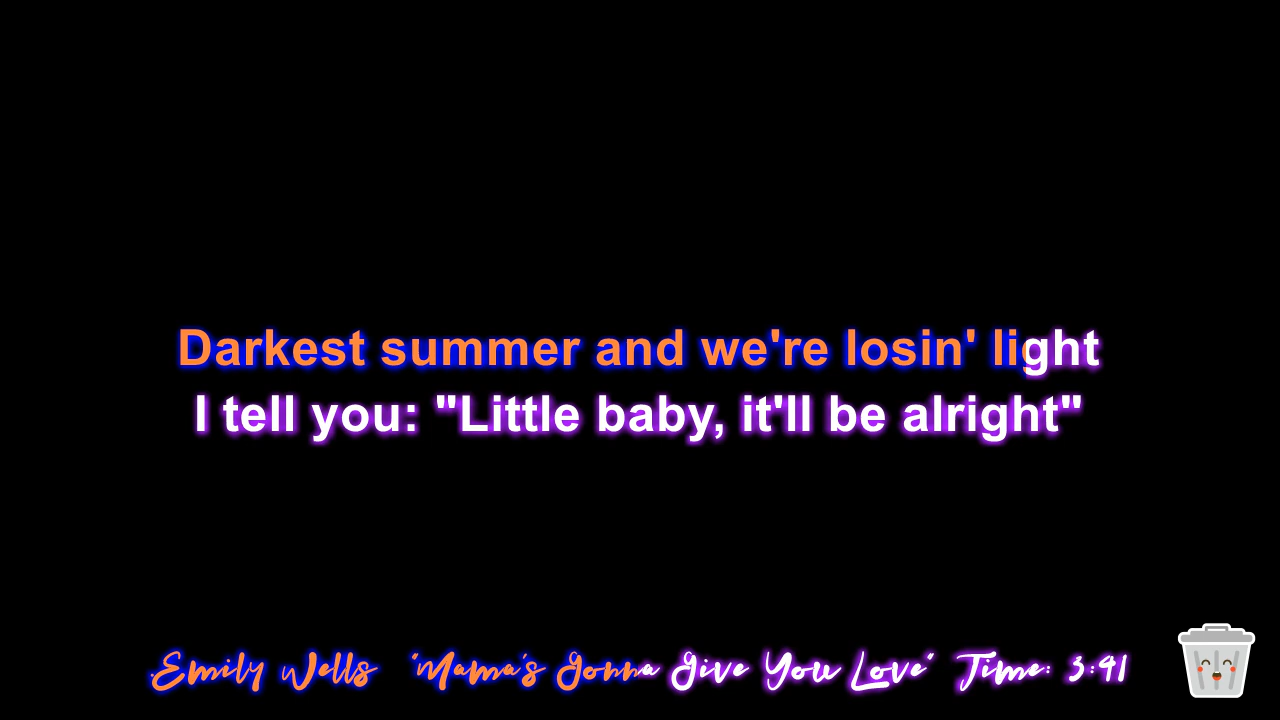 Darkest summer and we're losin' light
I tell you: "Little baby, it'll be alright"
Emily Wells "Mama's Gonna Give You Love" Time: 3:41